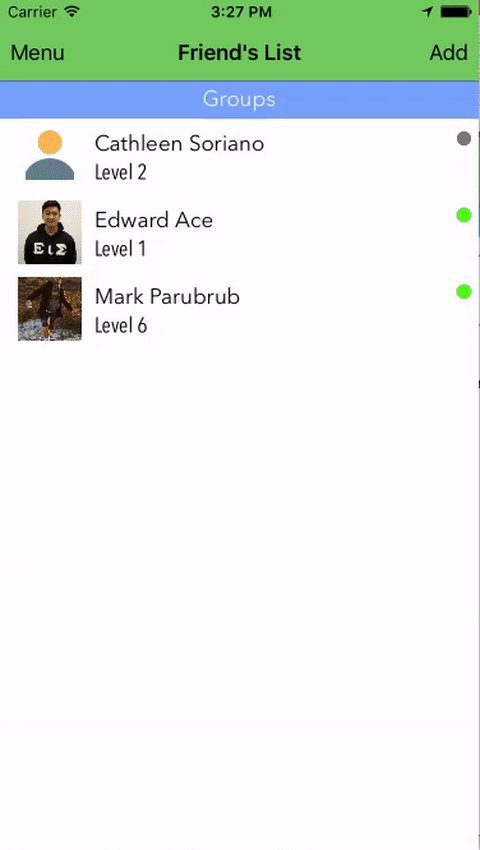 Carrier 3:27 PM
Menu Friend's List Add
Groups
Cathleen Soriano
Level 2
Edward Ace
Level 1
ΕΙΣ
Mark Parubrub
Level 6